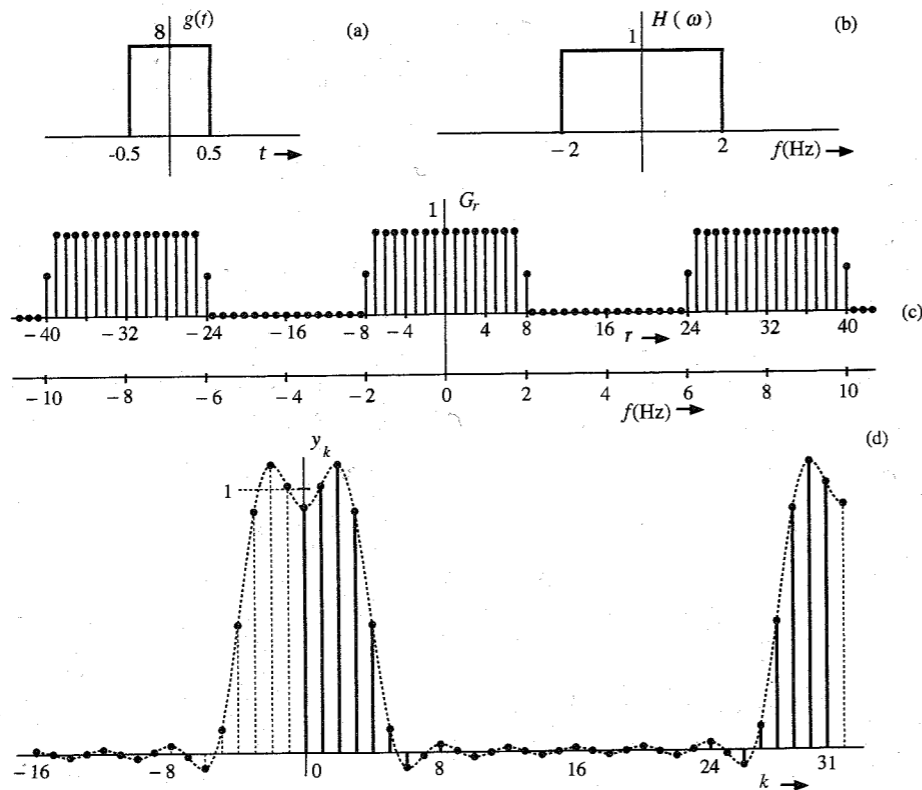 8 g(t) (a)
-0.5 0.5 t →
1 H(ω) (b)
−2 2 f(Hz) →
1 G_r
−40 −32 −24 −16 −8 −4 4 8 16 24 32 40 (c)
r →
−10 −8 −6 −4 −2 0 2 4 6 8 10
f(Hz) →
y_k (d)
1
−16 −8 0 8 16 24 31
k →